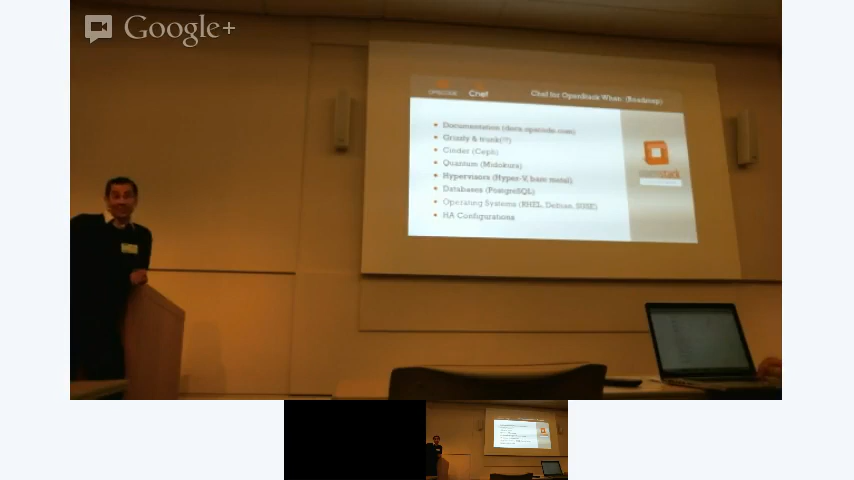 Google+
OPSCODE Chef
Chef for OpenStack When (Roadmap)
• Documentation (docs.opscode.com)
• Grizzly & trunk(?!)
• Cinder (Ceph)
• Quantum (Midokura)
• Hypervisors (Hyper-V, bare metal)
• Databases (PostgreSQL)
• Operating Systems (RHEL, Debian, SUSE)
• HA Configurations
openstack